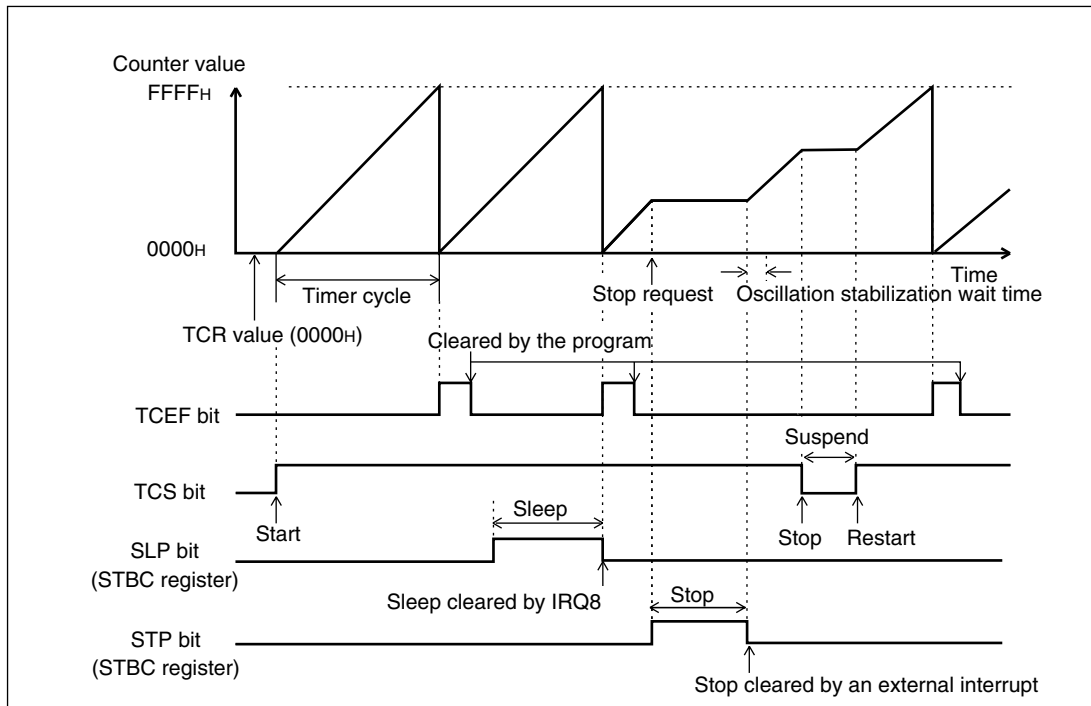 Counter value
FFFFH
0000H
Time
Timer cycle
Stop request
Oscillation stabilization wait time
TCR value (0000H)
Cleared by the program
TCEF bit
Suspend
TCS bit
Start
Sleep
Stop
Restart
SLP bit
(STBC register)
Sleep cleared by IRQ8
Stop
STP bit
(STBC register)
Stop cleared by an external interrupt